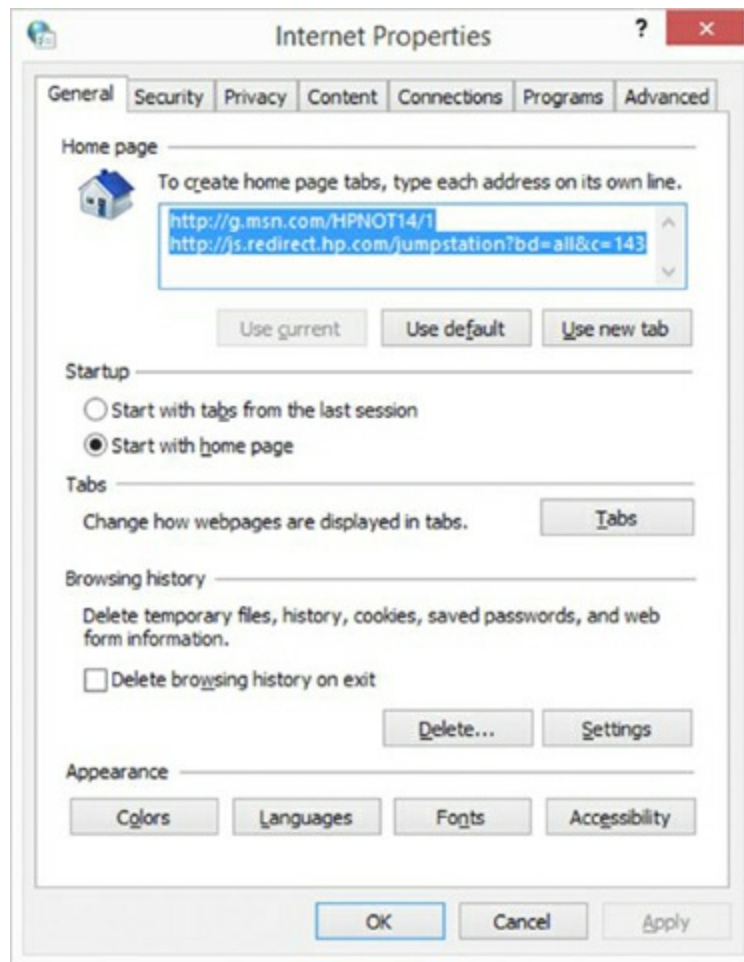 Internet Properties
?
General Security Privacy Content Connections Programs Advanced
Home page
To create home page tabs, type each address on its own line.
http://g.msn.com/HPNOT14/1
http://js.redirect.hp.com/jumpstation?bd=all&c=143
Use current Use default Use new tab
Startup
Start with tabs from the last session
Start with home page
Tabs
Change how webpages are displayed in tabs. Tabs
Browsing history
Delete temporary files, history, cookies, saved passwords, and web
form information.
Delete browsing history on exit
Delete... Settings
Appearance
Colors Languages Fonts Accessibility
OK Cancel Apply